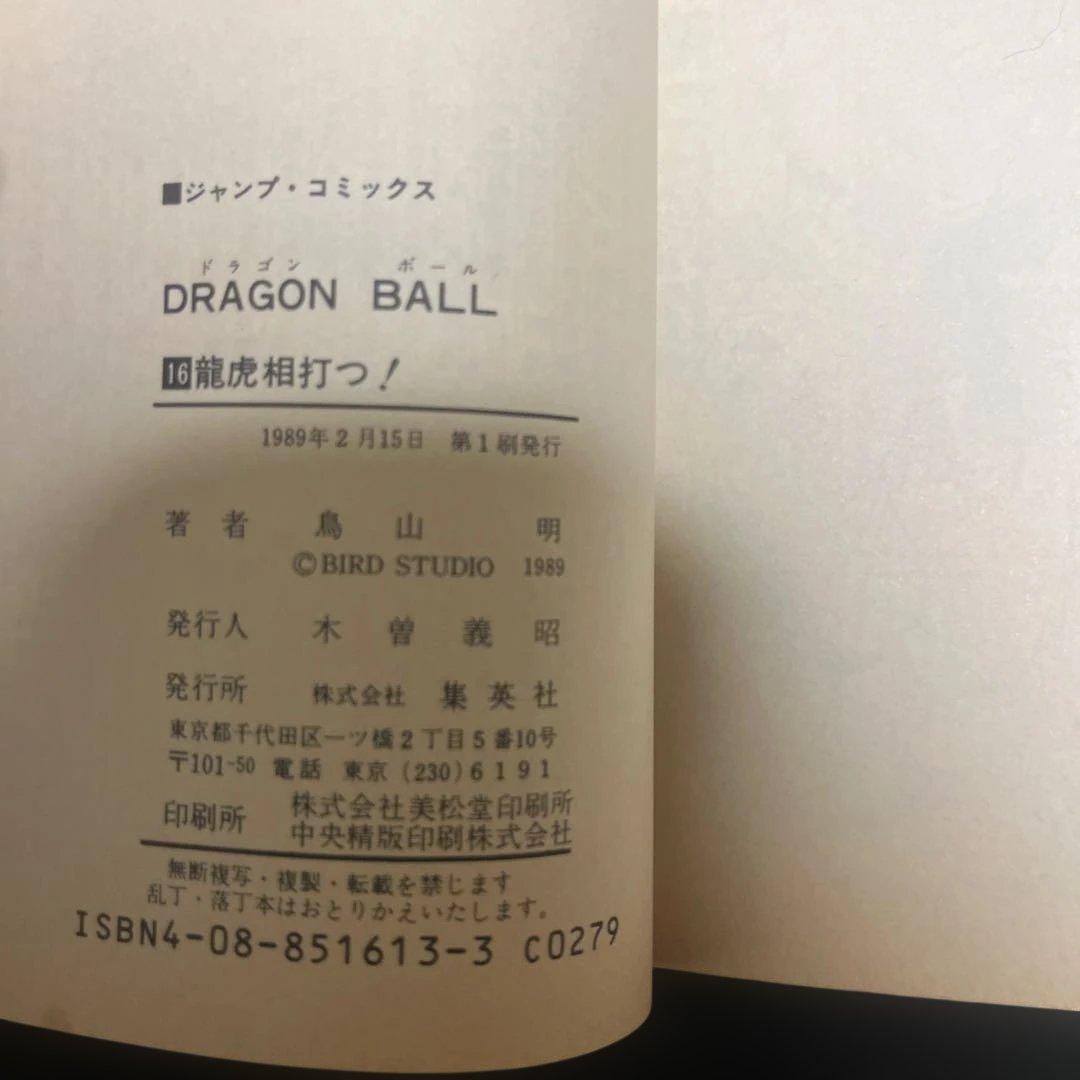 ■ジャンプ・コミックス
ドラゴン ボール
DRAGON BALL
16龍虎相打つ!
1989年2月15日 第1刷発行
著者 鳥山明
©BIRD STUDIO 1989
発行人 木曽義昭
発行所 株式会社 集英社
東京都千代田区一ツ橋2丁目5番10号
〒101-50 電話 東京(230)6191
印刷所 株式会社美松堂印刷所
中央精版印刷株式会社
無断複写・複製・転載を禁じます
乱丁・落丁本はおとりかえいたします。
ISBN4-08-851613-3 C0279